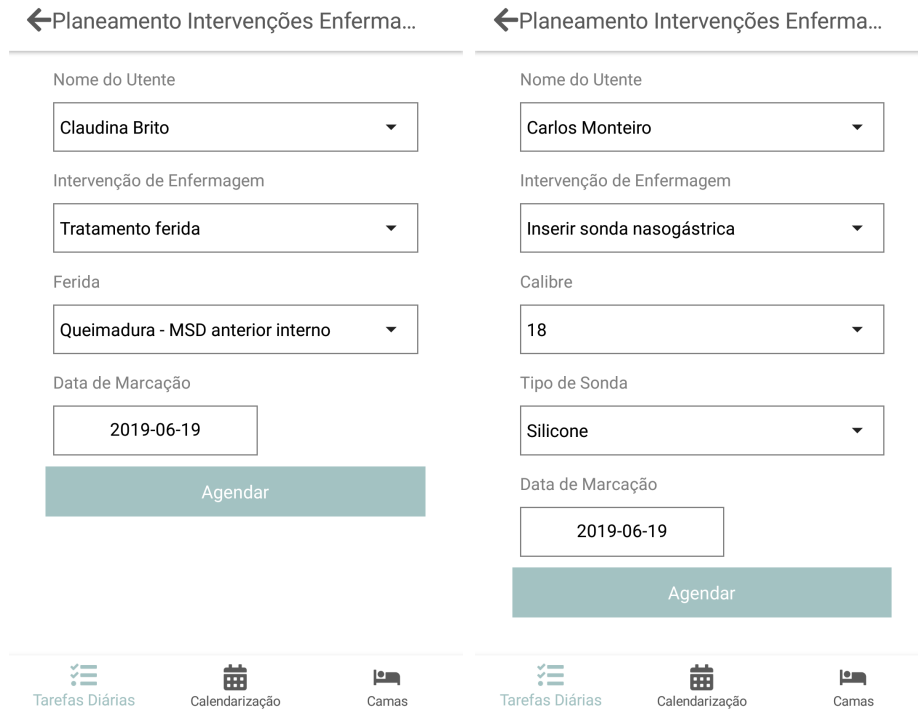 Planeamento Intervenções Enferma...
Nome do Utente
Claudina Brito
Intervenção de Enfermagem
Tratamento ferida
Ferida
Queimadura - MSD anterior interno
Data de Marcação
2019-06-19
Agendar
Tarefas Diárias
Calendarização
Camas
Planeamento Intervenções Enferma...
Nome do Utente
Carlos Monteiro
Intervenção de Enfermagem
Inserir sonda nasogástrica
Calibre
18
Tipo de Sonda
Silicone
Data de Marcação
2019-06-19
Agendar
Tarefas Diárias
Calendarização
Camas